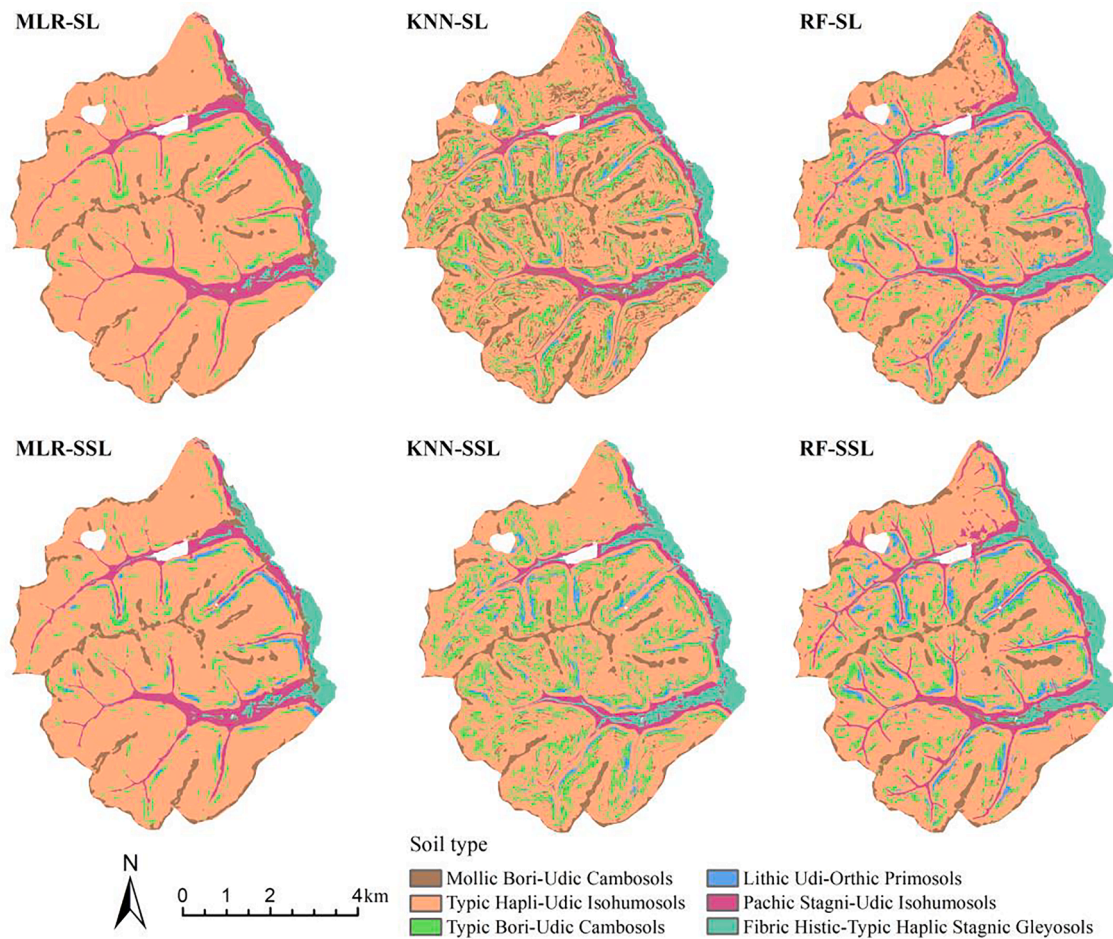 MLR-SL KNN-SL RF-SL
MLR-SSL KNN-SSL RF-SSL
Soil type
N
0 2 4km
Mollic Bori-Udic Cambosols
Typic Hapli-Udic Isohumosols
Typic Bori-Udic Cambosols
Lithic Udi-Orthic Primosols
Pachic Stagni-Udic Isohumosols
Fibric Histic-Typic Haplic Stagnic Gleyosols